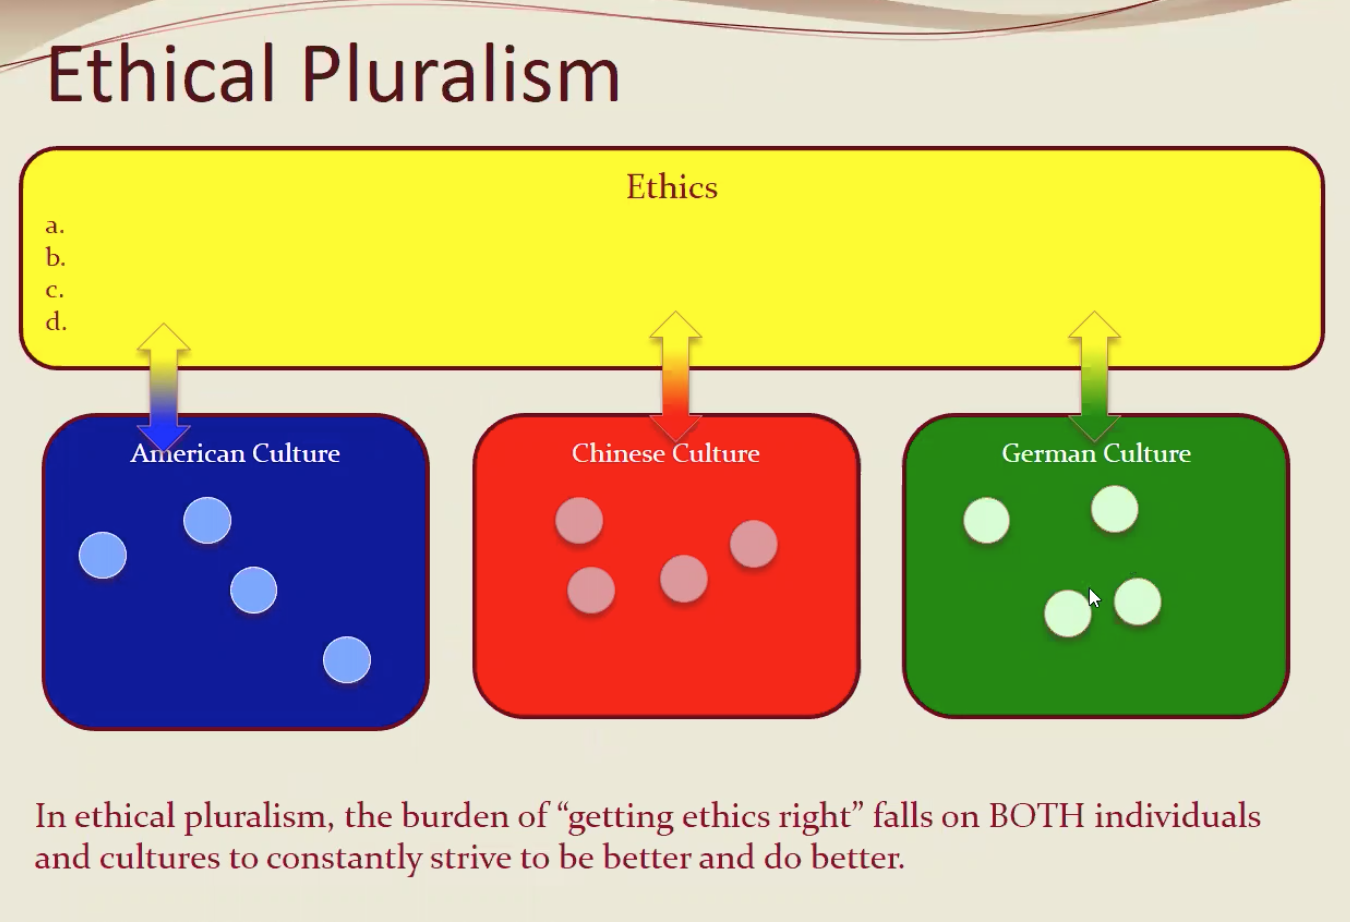 Ethical Pluralism
Ethics
a.
b.
c.
d.
American Culture
Chinese Culture
German Culture
In ethical pluralism, the burden of “getting ethics right” falls on BOTH individuals
and cultures to constantly strive to be better and do better.